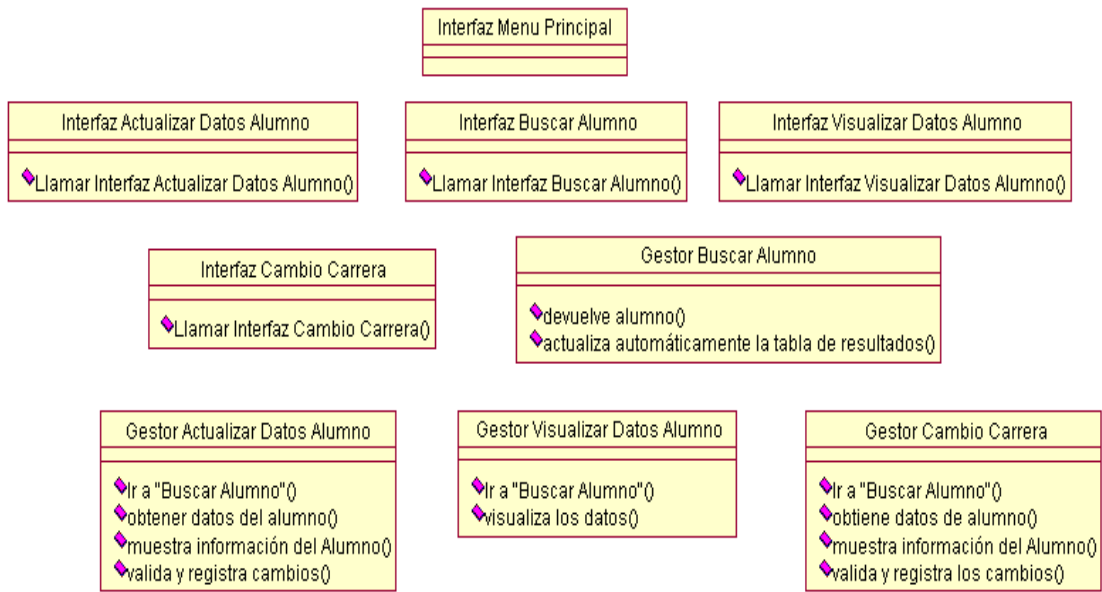 Interfaz Menu Principal
Interfaz Actualizar Datos Alumno
Llamar Interfaz Actualizar Datos Alumno()
Interfaz Buscar Alumno
Llamar Interfaz Buscar Alumno()
Interfaz Visualizar Datos Alumno
Llamar Interfaz Visualizar Datos Alumno()
Interfaz Cambio Carrera
Llamar Interfaz Cambio Carrera()
Gestor Buscar Alumno
devuelve alumno()
actualiza automáticamente la tabla de resultados()
Gestor Actualizar Datos Alumno
Ir a "Buscar Alumno"()
obtener datos del alumno()
muestra información del Alumno()
valida y registra cambios()
Gestor Visualizar Datos Alumno
Ir a "Buscar Alumno"()
visualiza los datos()
Gestor Cambio Carrera
Ir a "Buscar Alumno"()
obtiene datos de alumno()
muestra información del Alumno()
valida y registra los cambios()